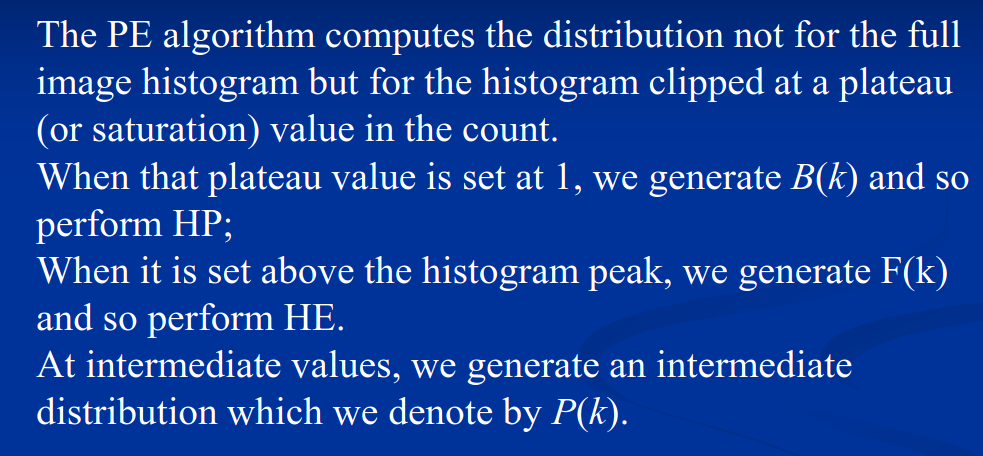 The PE algorithm computes the distribution not for the full
image histogram but for the histogram clipped at a plateau
(or saturation) value in the count.
When that plateau value is set at 1, we generate B(k) and so
perform HP;
When it is set above the histogram peak, we generate F(k)
and so perform HE.
At intermediate values, we generate an intermediate
distribution which we denote by P(k).